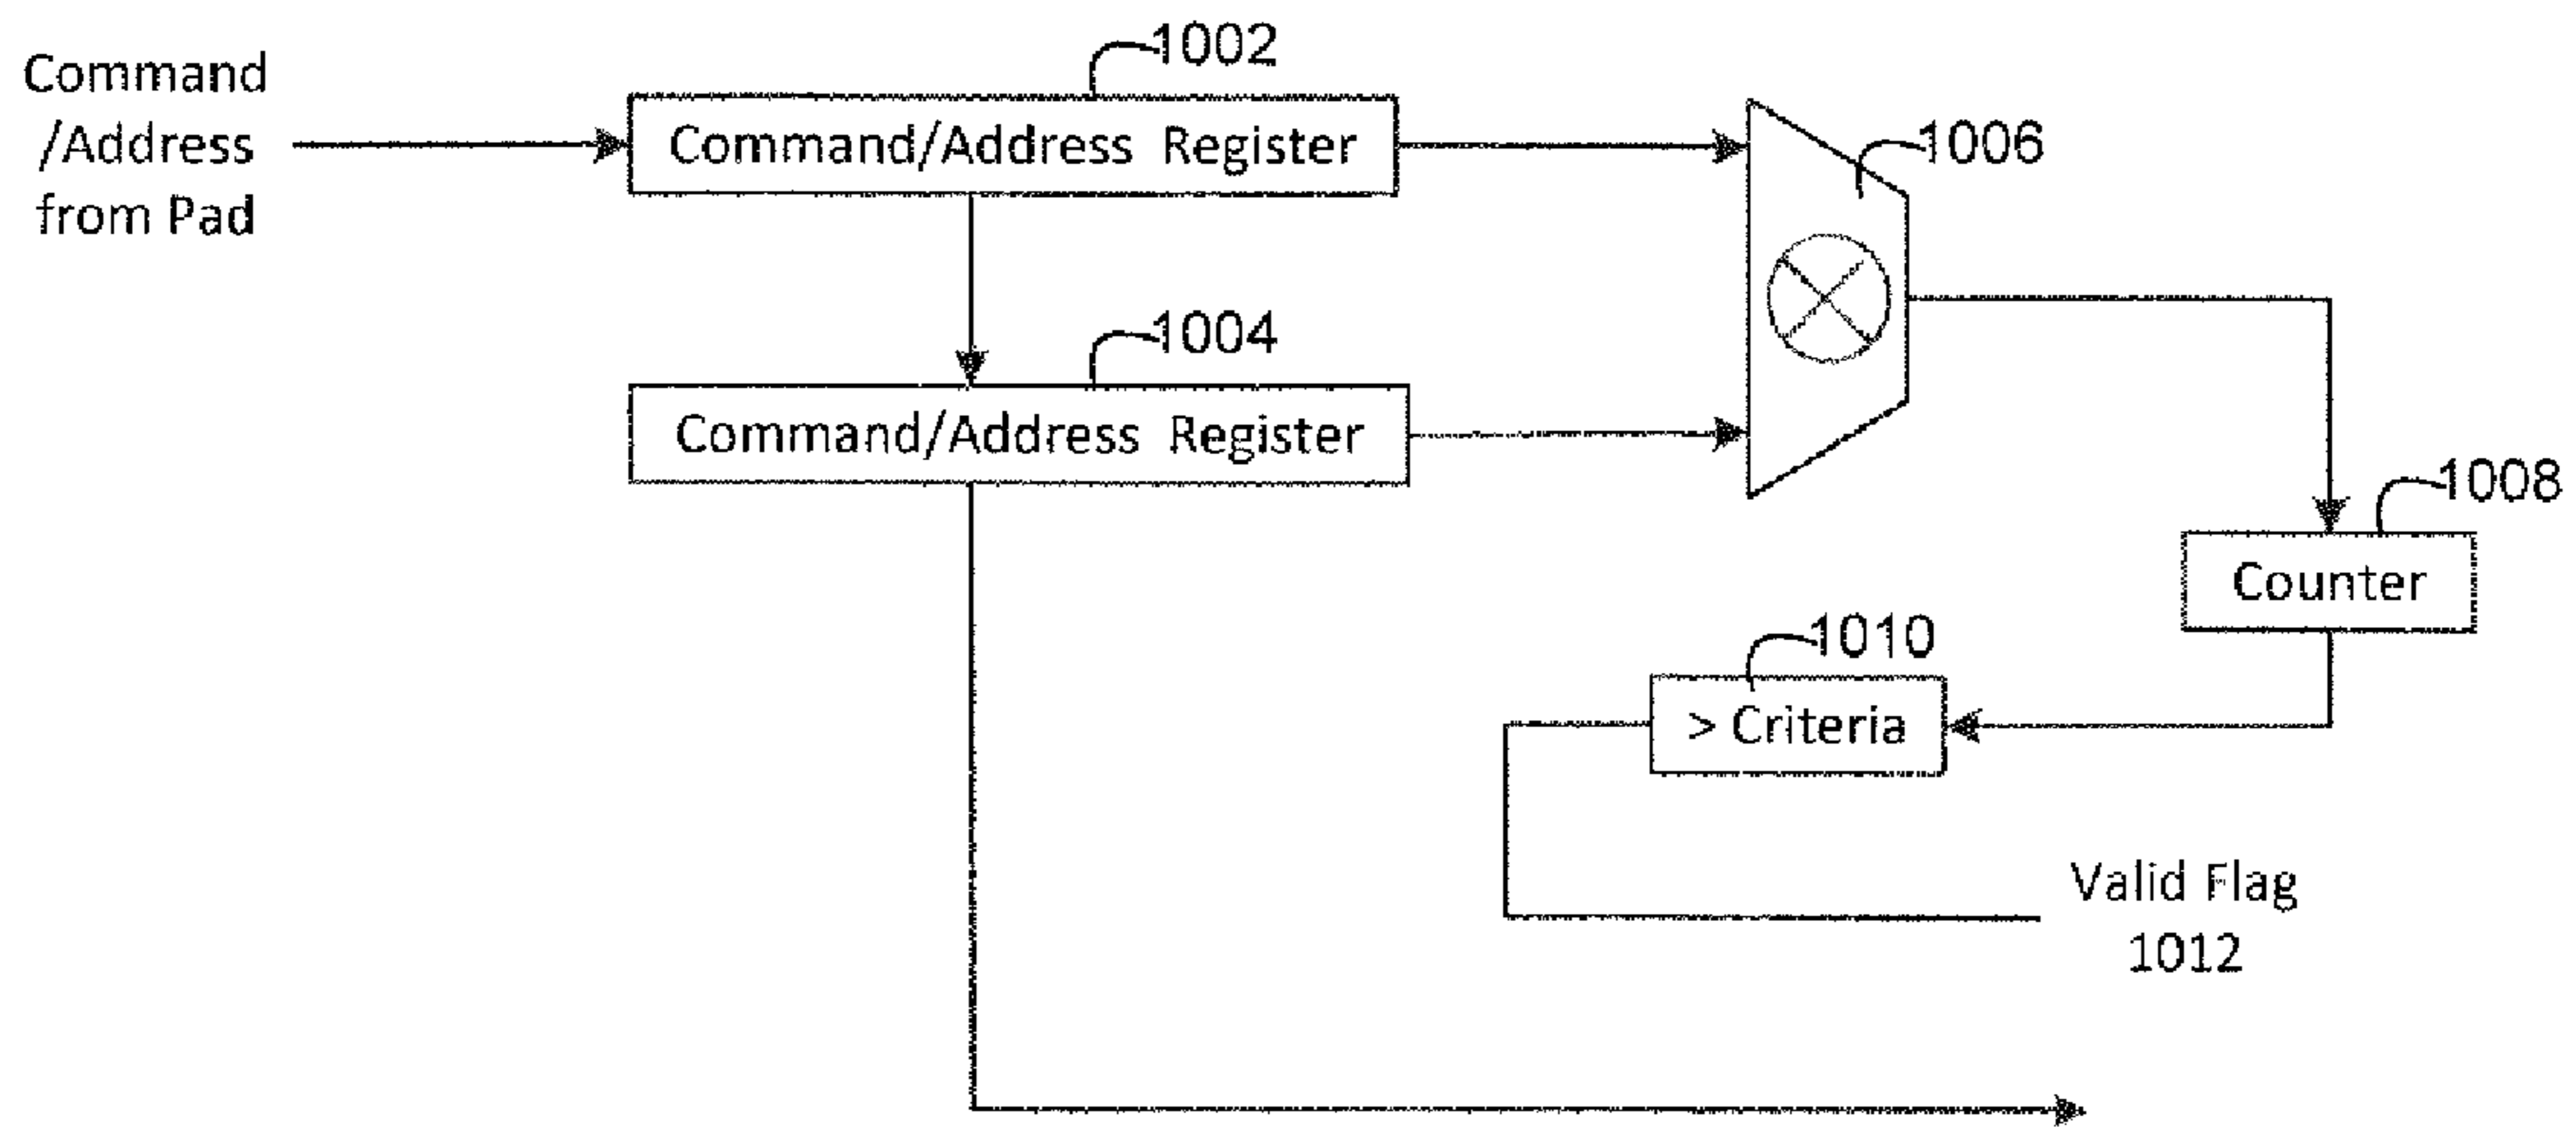 Command
/Address
from Pad
1002
Command/Address Register
1006
1004
Command/Address Register
1008
Counter
1010
> Criteria
Valid Flag
1012